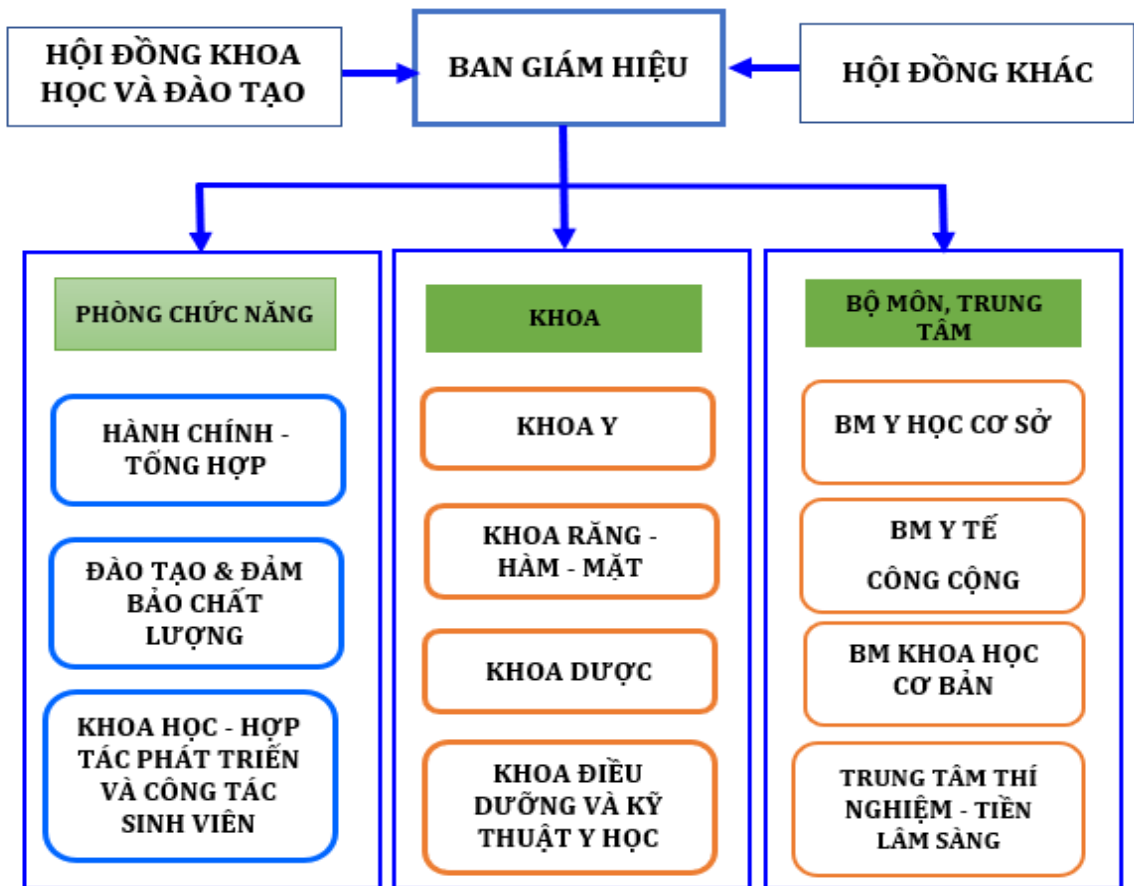 HỘI ĐỒNG KHOA
HỌC VÀ ĐÀO TẠO
BAN GIÁM HIỆU
HỘI ĐỒNG KHÁC
PHÒNG CHỨC NĂNG
HÀNH CHÍNH -
TỔNG HỢP
ĐÀO TẠO & ĐẢM
BẢO CHẤT
LƯỢNG
KHOA HỌC - HỢP
TÁC PHÁT TRIỂN
VÀ CÔNG TÁC
SINH VIÊN
KHOA
KHOA Y
KHOA RĂNG -
HÀM - MẶT
KHOA DƯỢC
KHOA ĐIỀU
DƯỠNG VÀ KỸ
THUẬT Y HỌC
BỘ MÔN, TRUNG
TÂM
BM Y HỌC CƠ SỞ
BM Y TẾ
CÔNG CỘNG
BM KHOA HỌC
CƠ BẢN
TRUNG TÂM THÍ
NGHIỆM - TIỀN
LÂM SÀNG